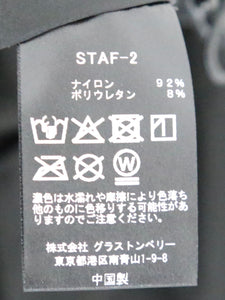 STAF-2
ナイロン 92%
ポリウレタン 8%
W
濃色は水濡れや摩擦により色落ち
他のものに色移りする可能性があ
りますのでご注意ください。
株式会社 グラストンベリー
東京都港区南青山1-9-8
中国製